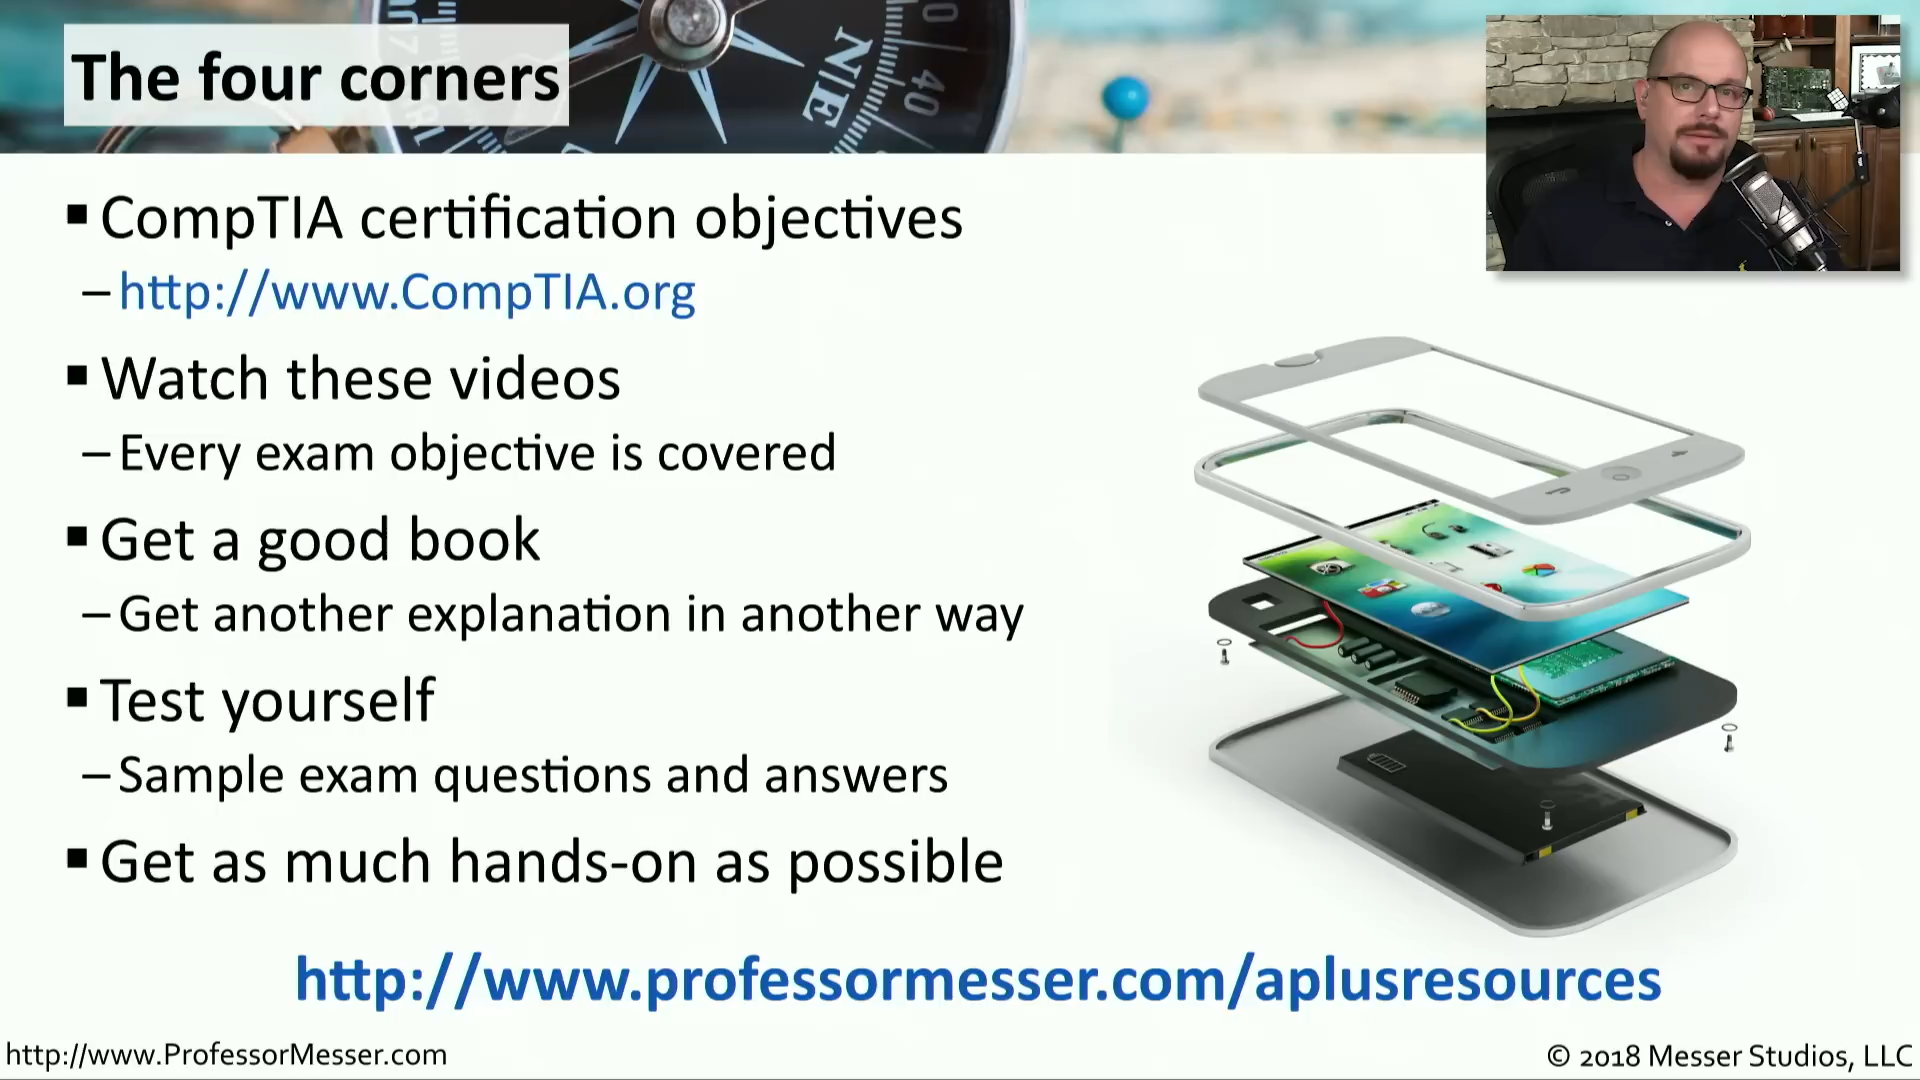 The four corners
NE
40
▪ CompTIA certification objectives
– http://www.CompTIA.org
▪ Watch these videos
– Every exam objective is covered
▪ Get a good book
– Get another explanation in another way
▪ Test yourself
– Sample exam questions and answers
▪ Get as much hands-on as possible
http://www.professormesser.com/aplusresources
http://www.ProfessorMesser.com
© 2018 Messer Studios, LLC